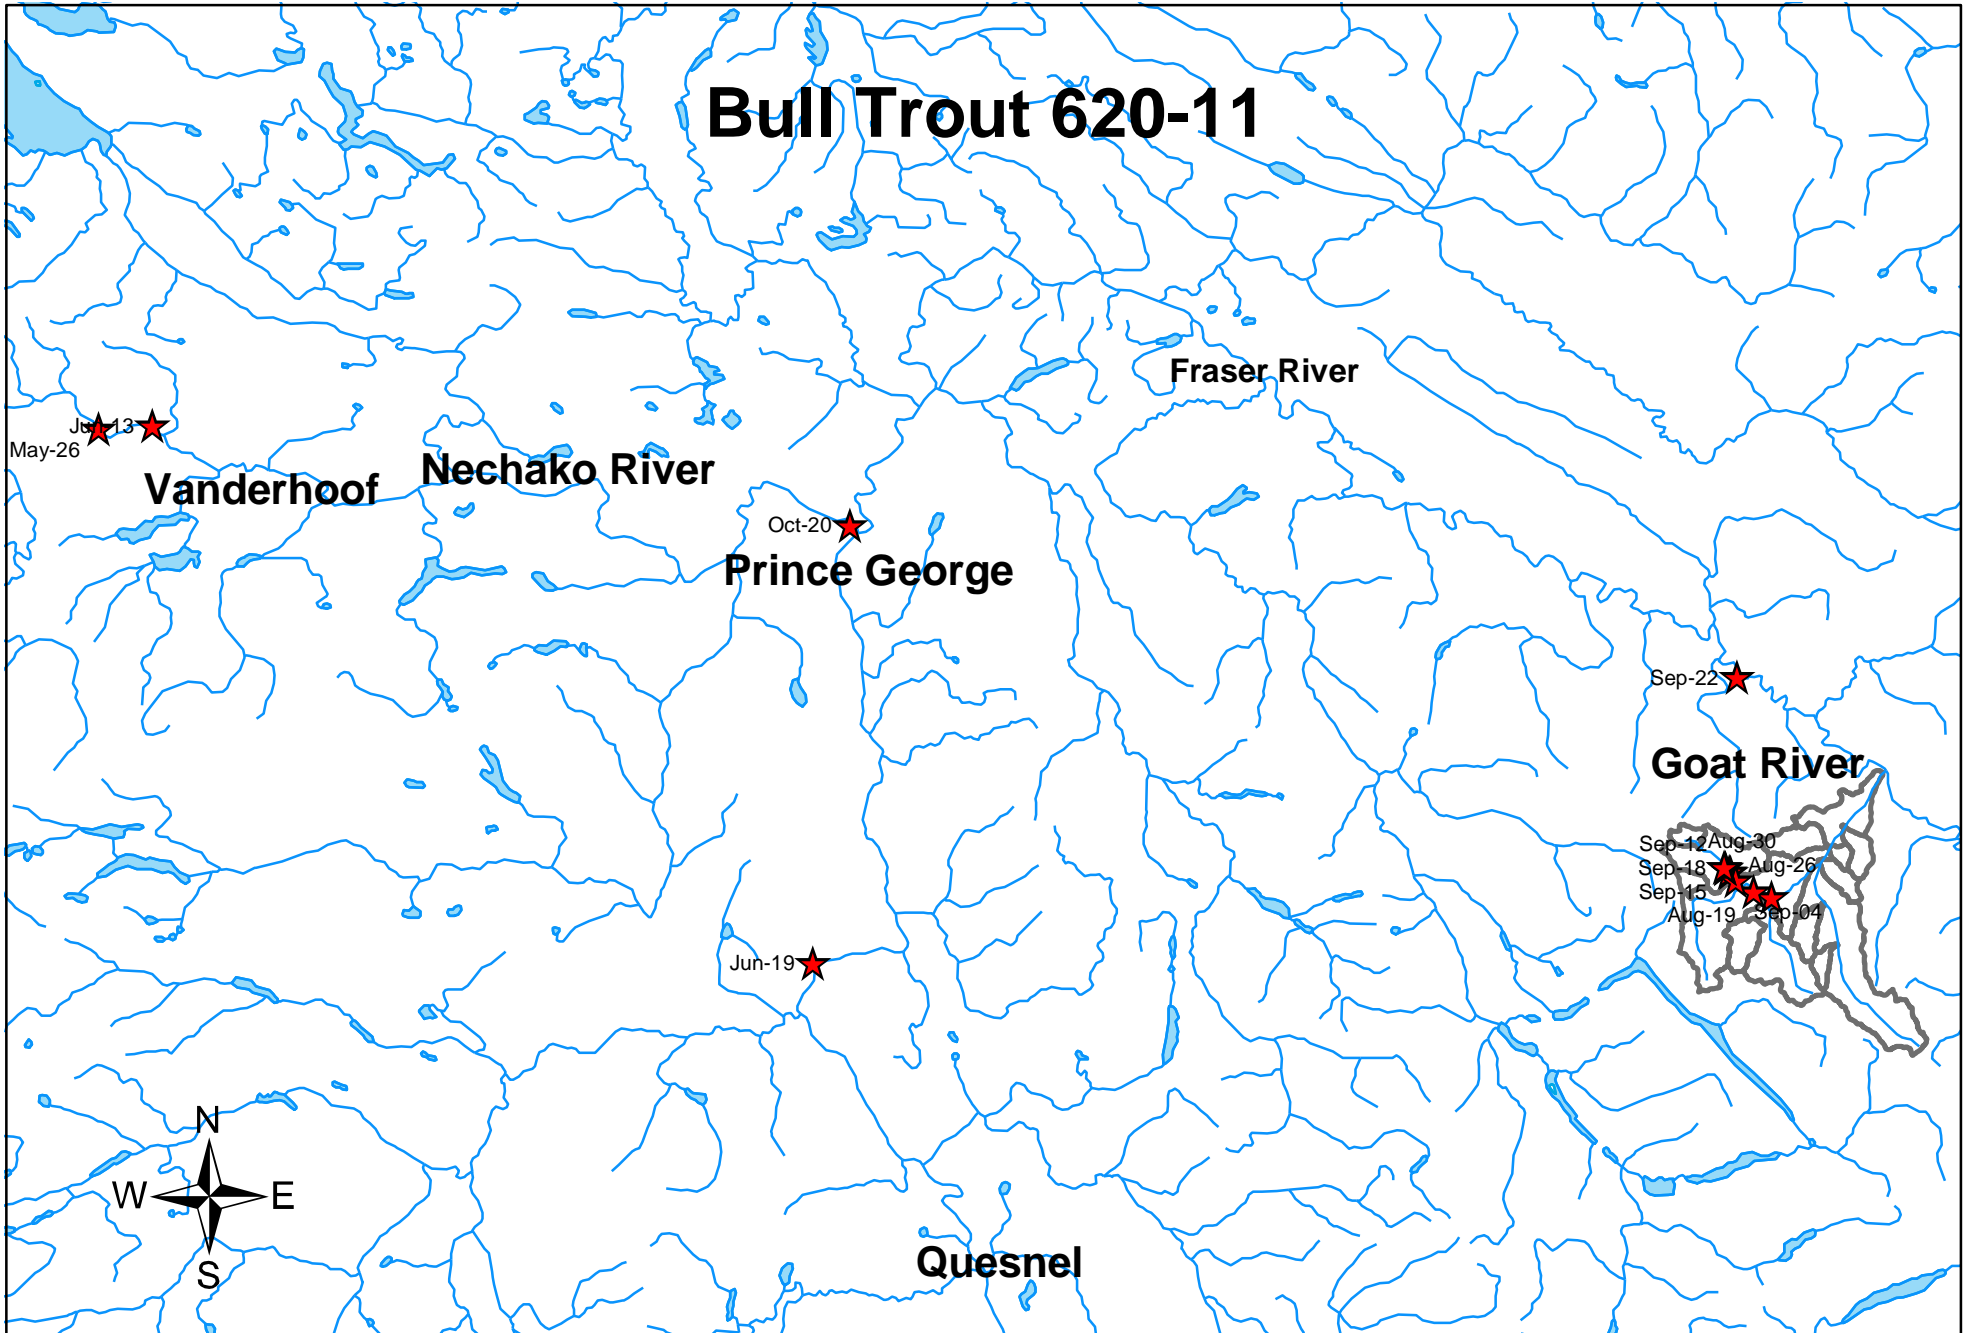 Bull Trout 620-11
Fraser River
May-26
Vanderhoof
Nechako River
Oct-20
Prince George
Sep-22
Goat River
Sep-12
Aug-30
Sep-18
Aug-26
Sep-15
Aug-19
Sep-04
Jun-19
N
W
E
S
Quesnel